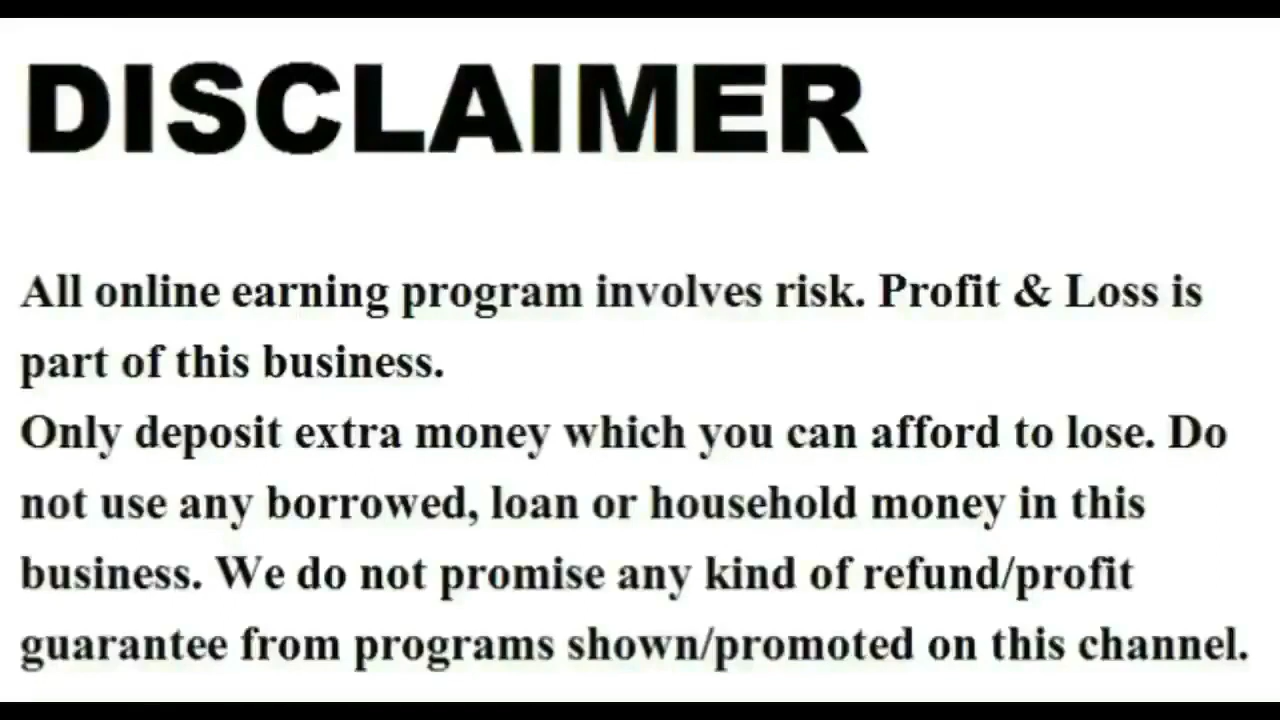 DISCLAIMER
All online earning program involves risk. Profit & Loss is
part of this business.
Only deposit extra money which you can afford to lose. Do
not use any borrowed, loan or household money in this
business. We do not promise any kind of refund/profit
guarantee from programs shown/promoted on this channel.